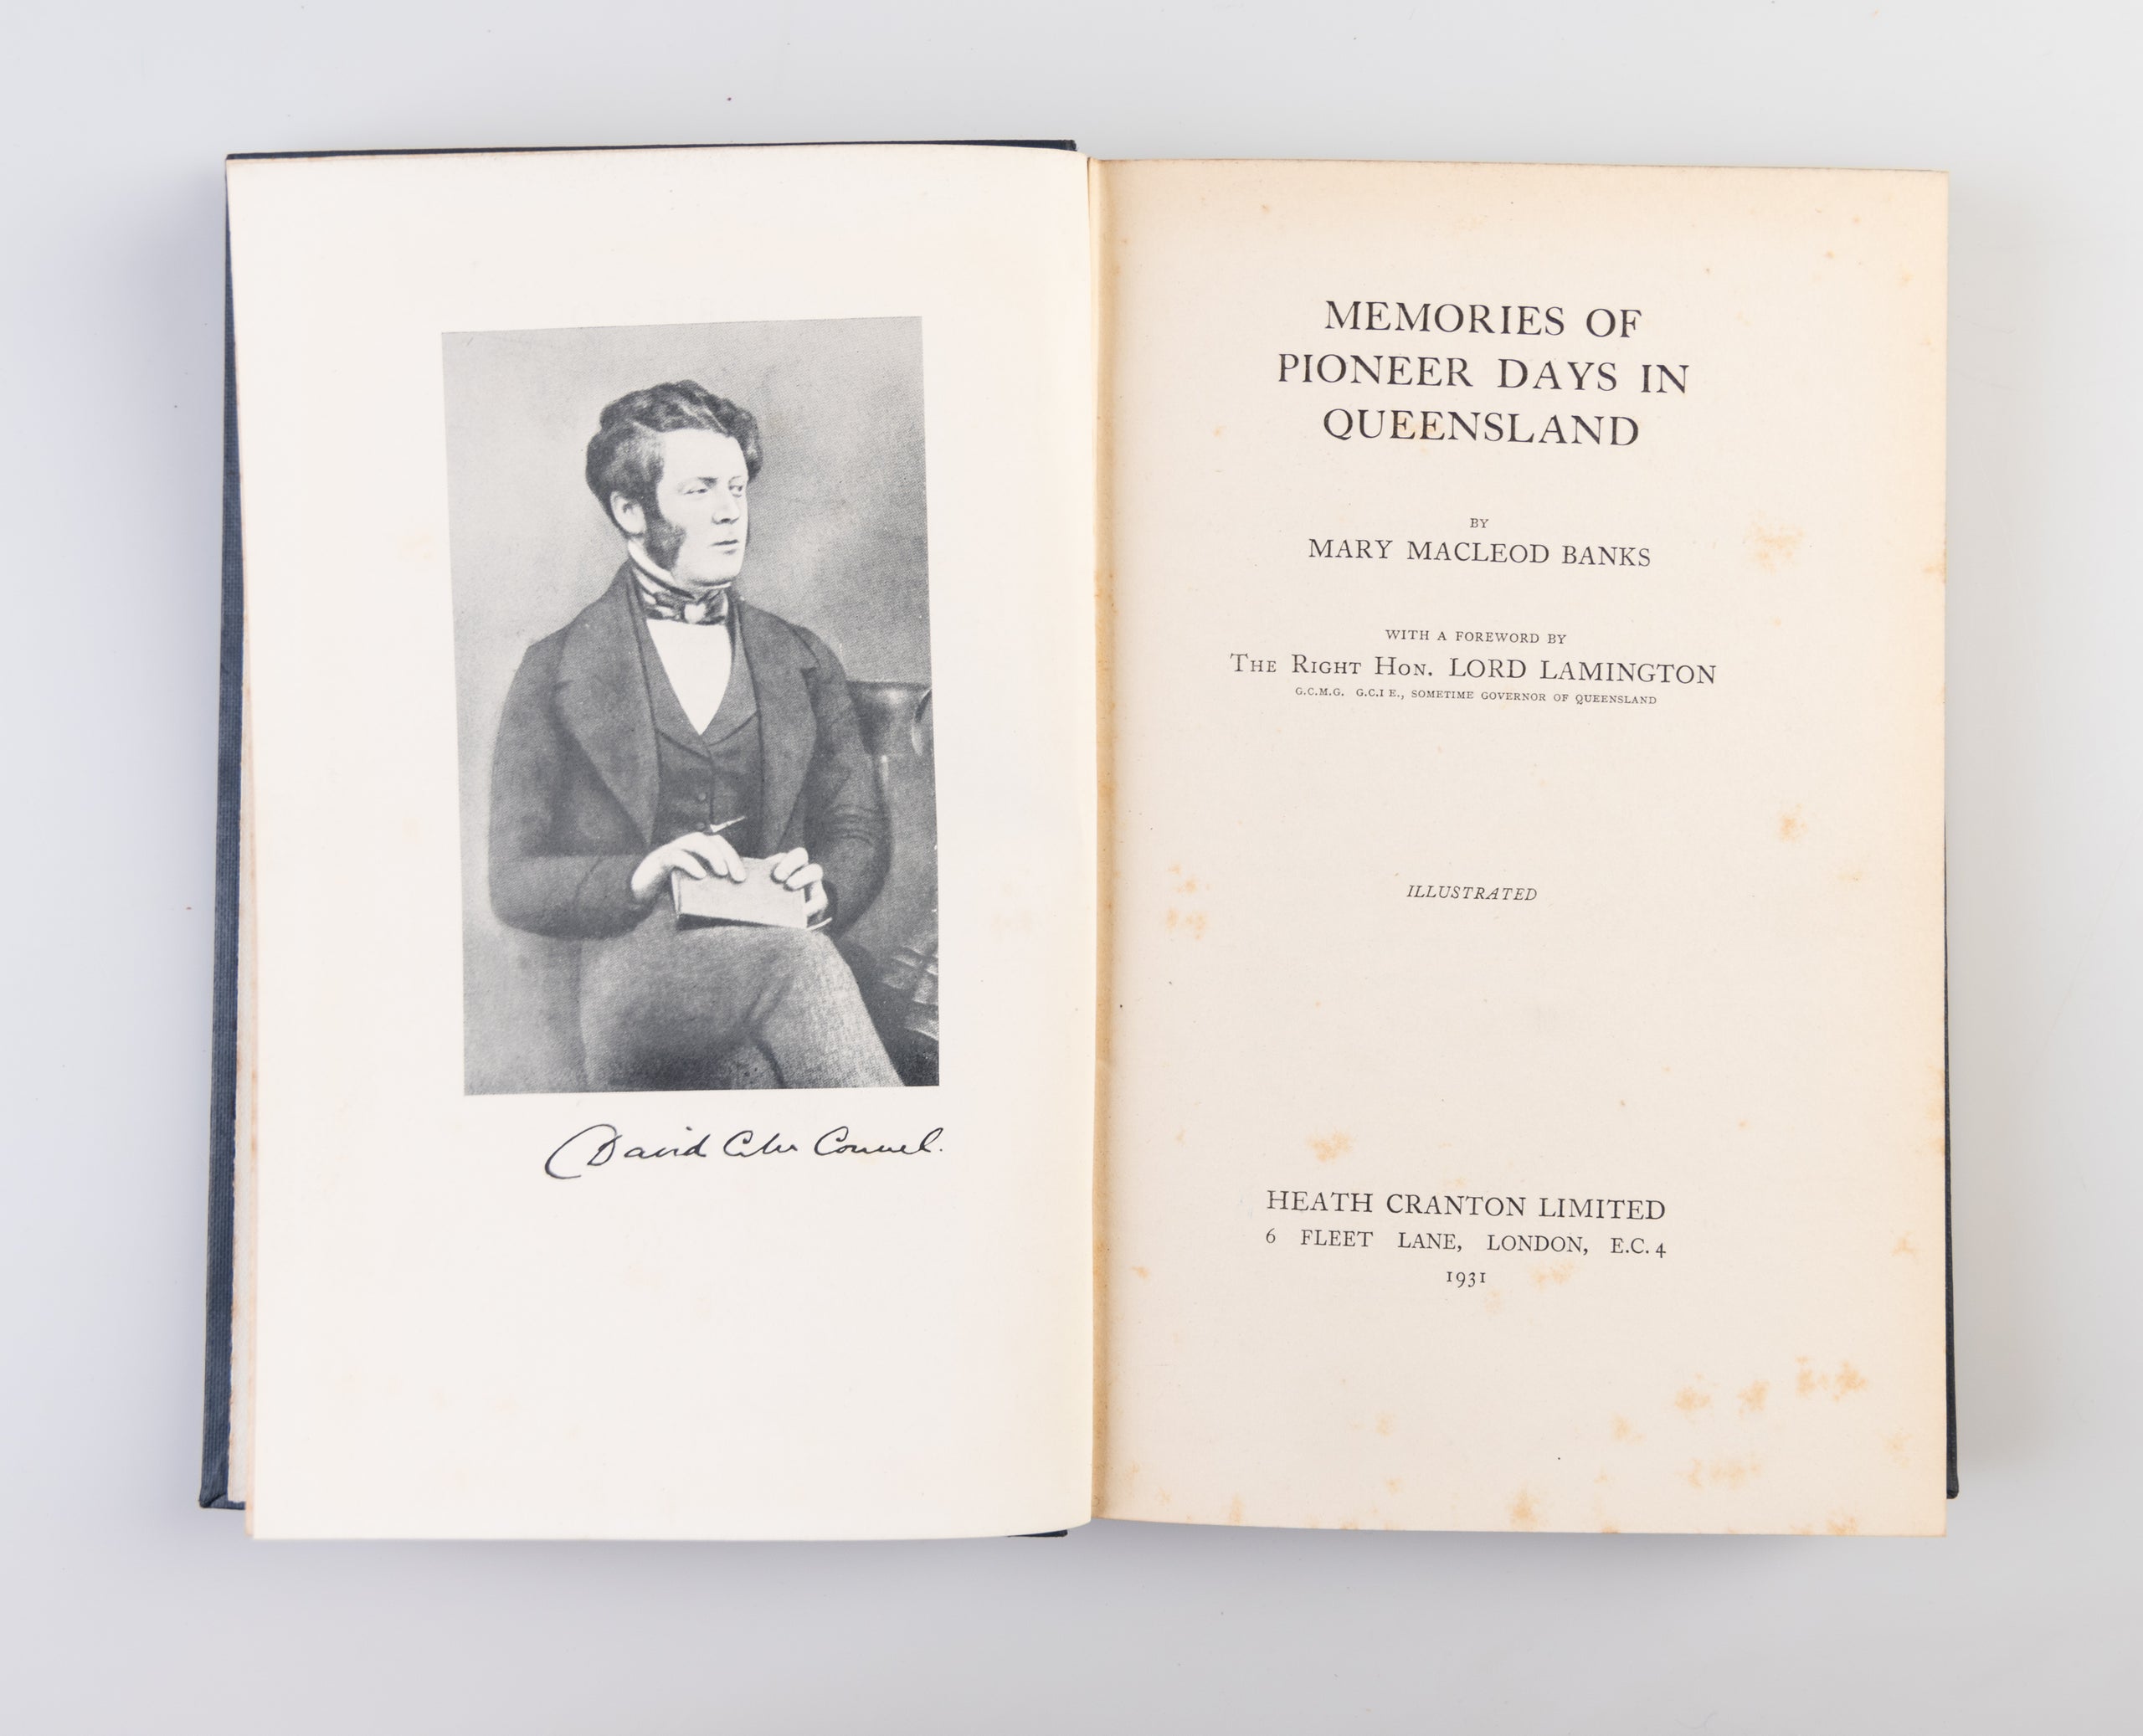 David McConnel.
MEMORIES OF
PIONEER DAYS IN
QUEENSLAND
BY
MARY MACLEOD BANKS
WITH A FOREWORD BY
THE RIGHT HON. LORD LAMINGTON
G.C.M.G. G.C.I E., SOMETIME GOVERNOR OF QUEENSLAND
ILLUSTRATED
HEATH CRANTON LIMITED
6 FLEET LANE, LONDON, E.C. 4
1931